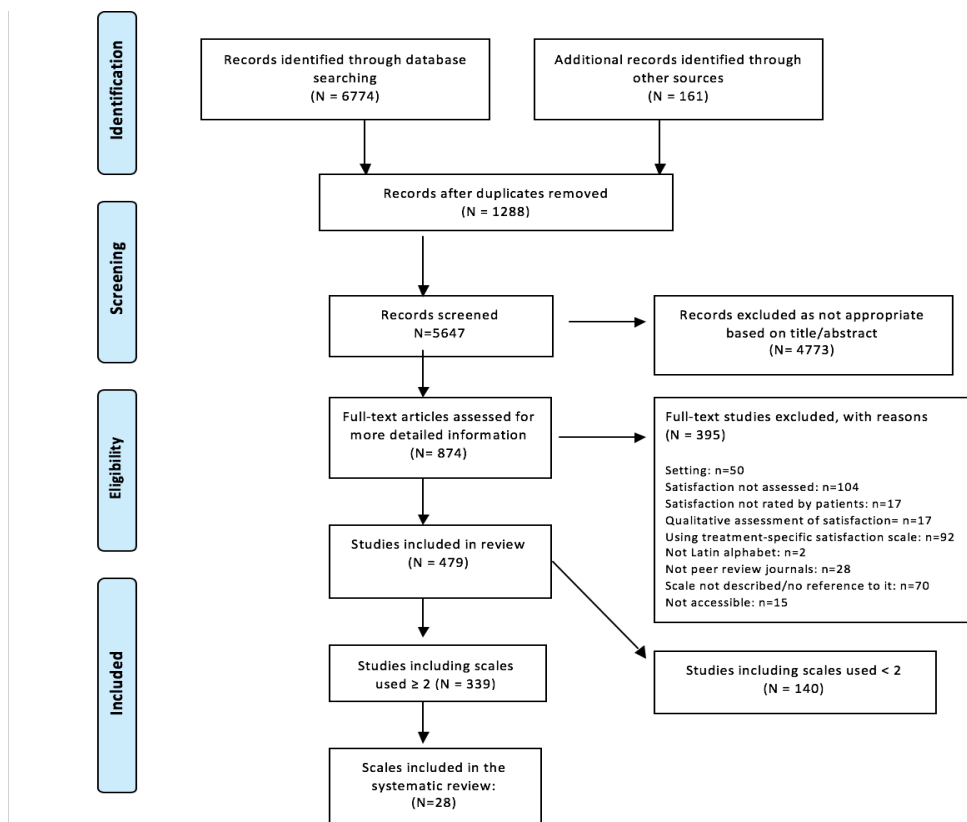 Identification
Records identified through database
searching
(N = 6774)
Additional records identified through
other sources
(N = 161)
Records after duplicates removed
(N = 1288)
Screening
Records screened
N=5647
Records excluded as not appropriate
based on title/abstract
(N= 4773)
Eligibility
Full-text articles assessed for
more detailed information
(N= 874)
Full-text studies excluded, with reasons
(N = 395)
Setting: n=50
Satisfaction not assessed: n=104
Satisfaction not rated by patients: n=17
Qualitative assessment of satisfaction= n=17
Using treatment-specific satisfaction scale: n=92
Not Latin alphabet: n=2
Not peer review journals: n=28
Scale not described/no reference to it: n=70
Not accessible: n=15
Studies included in review
(N = 479)
Included
Studies including scales
used ≥ 2 (N = 339)
Studies including scales used < 2
(N = 140)
Scales included in the
systematic review:
(N=28)